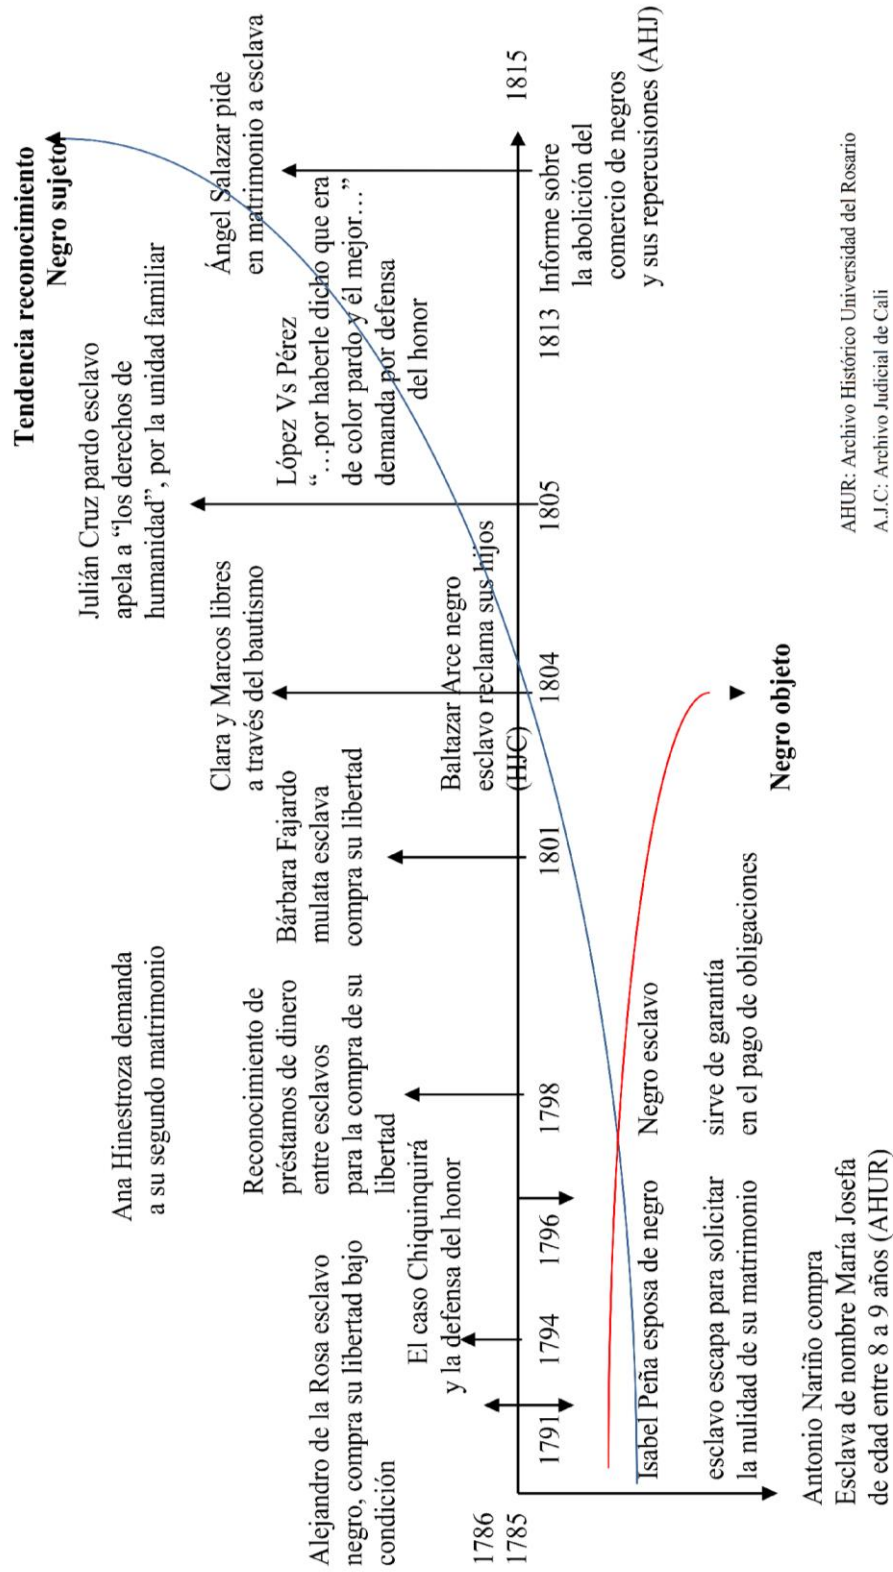 Tendencia reconocimiento
Negro sujeto
Julián Cruz pardo esclavo
apela a “los derechos de
humanidad”, por la unidad familiar
Ana Hinestroza demanda
a su segundo matrimonio
Ángel Salazar pide
en matrimonio a esclava
Clara y Marcos libres
a través del bautismo
Reconocimiento de
préstamos de dinero
entre esclavos
para la compra de su
libertad
Bárbara Fajardo
mulata esclava
compra su libertad
López Vs Pérez
“…por haberle dicho que era
de color pardo y él mejor…”
demanda por defensa
del honor
Alejandro de la Rosa esclavo
negro, compra su libertad bajo
condición
El caso Chiquinquirá
y la defensa del honor
Baltazar Arce negro
esclavo reclama sus hijos
(HJC)
1786
1785
1791
1794
1796
1798
1801
1804
1805
1813
1815
Informe sobre
la abolición del
comercio de negros
y sus repercusiones (AHJ)
Isabel Peña esposa de negro
esclavo escapa para solicitar
la nulidad de su matrimonio
Negro esclavo
sirve de garantía
en el pago de obligaciones
Negro objeto
Antonio Nariño compra
Esclava de nombre María Josefa
de edad entre 8 a 9 años (AHUR)
AHUR: Archivo Histórico Universidad del Rosario
A.J.C: Archivo Judicial de Cali